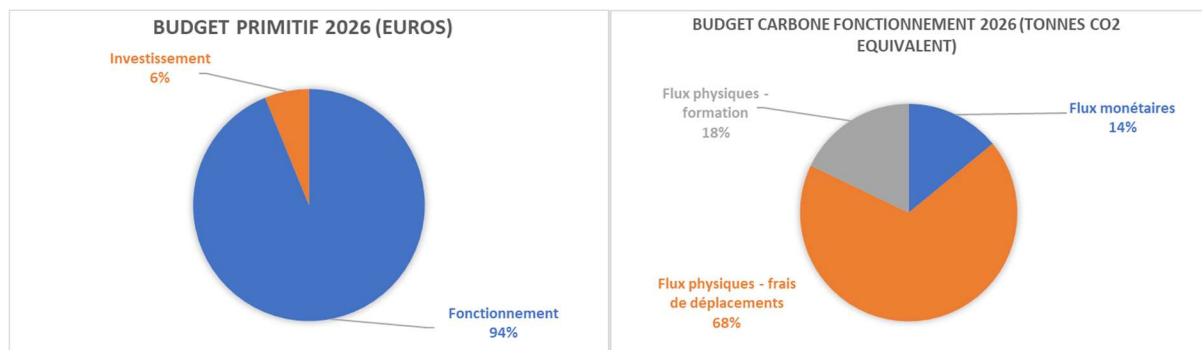 BUDGET PRIMITIF 2026 (EUROS)
Investissement
6%
Fonctionnement
94%
BUDGET CARBONE FONCTIONNEMENT 2026 (TONNES CO2
EQUIVALENT)
Flux physiques -
formation
18%
Flux monétaires
14%
Flux physiques - frais
de déplacements
68%